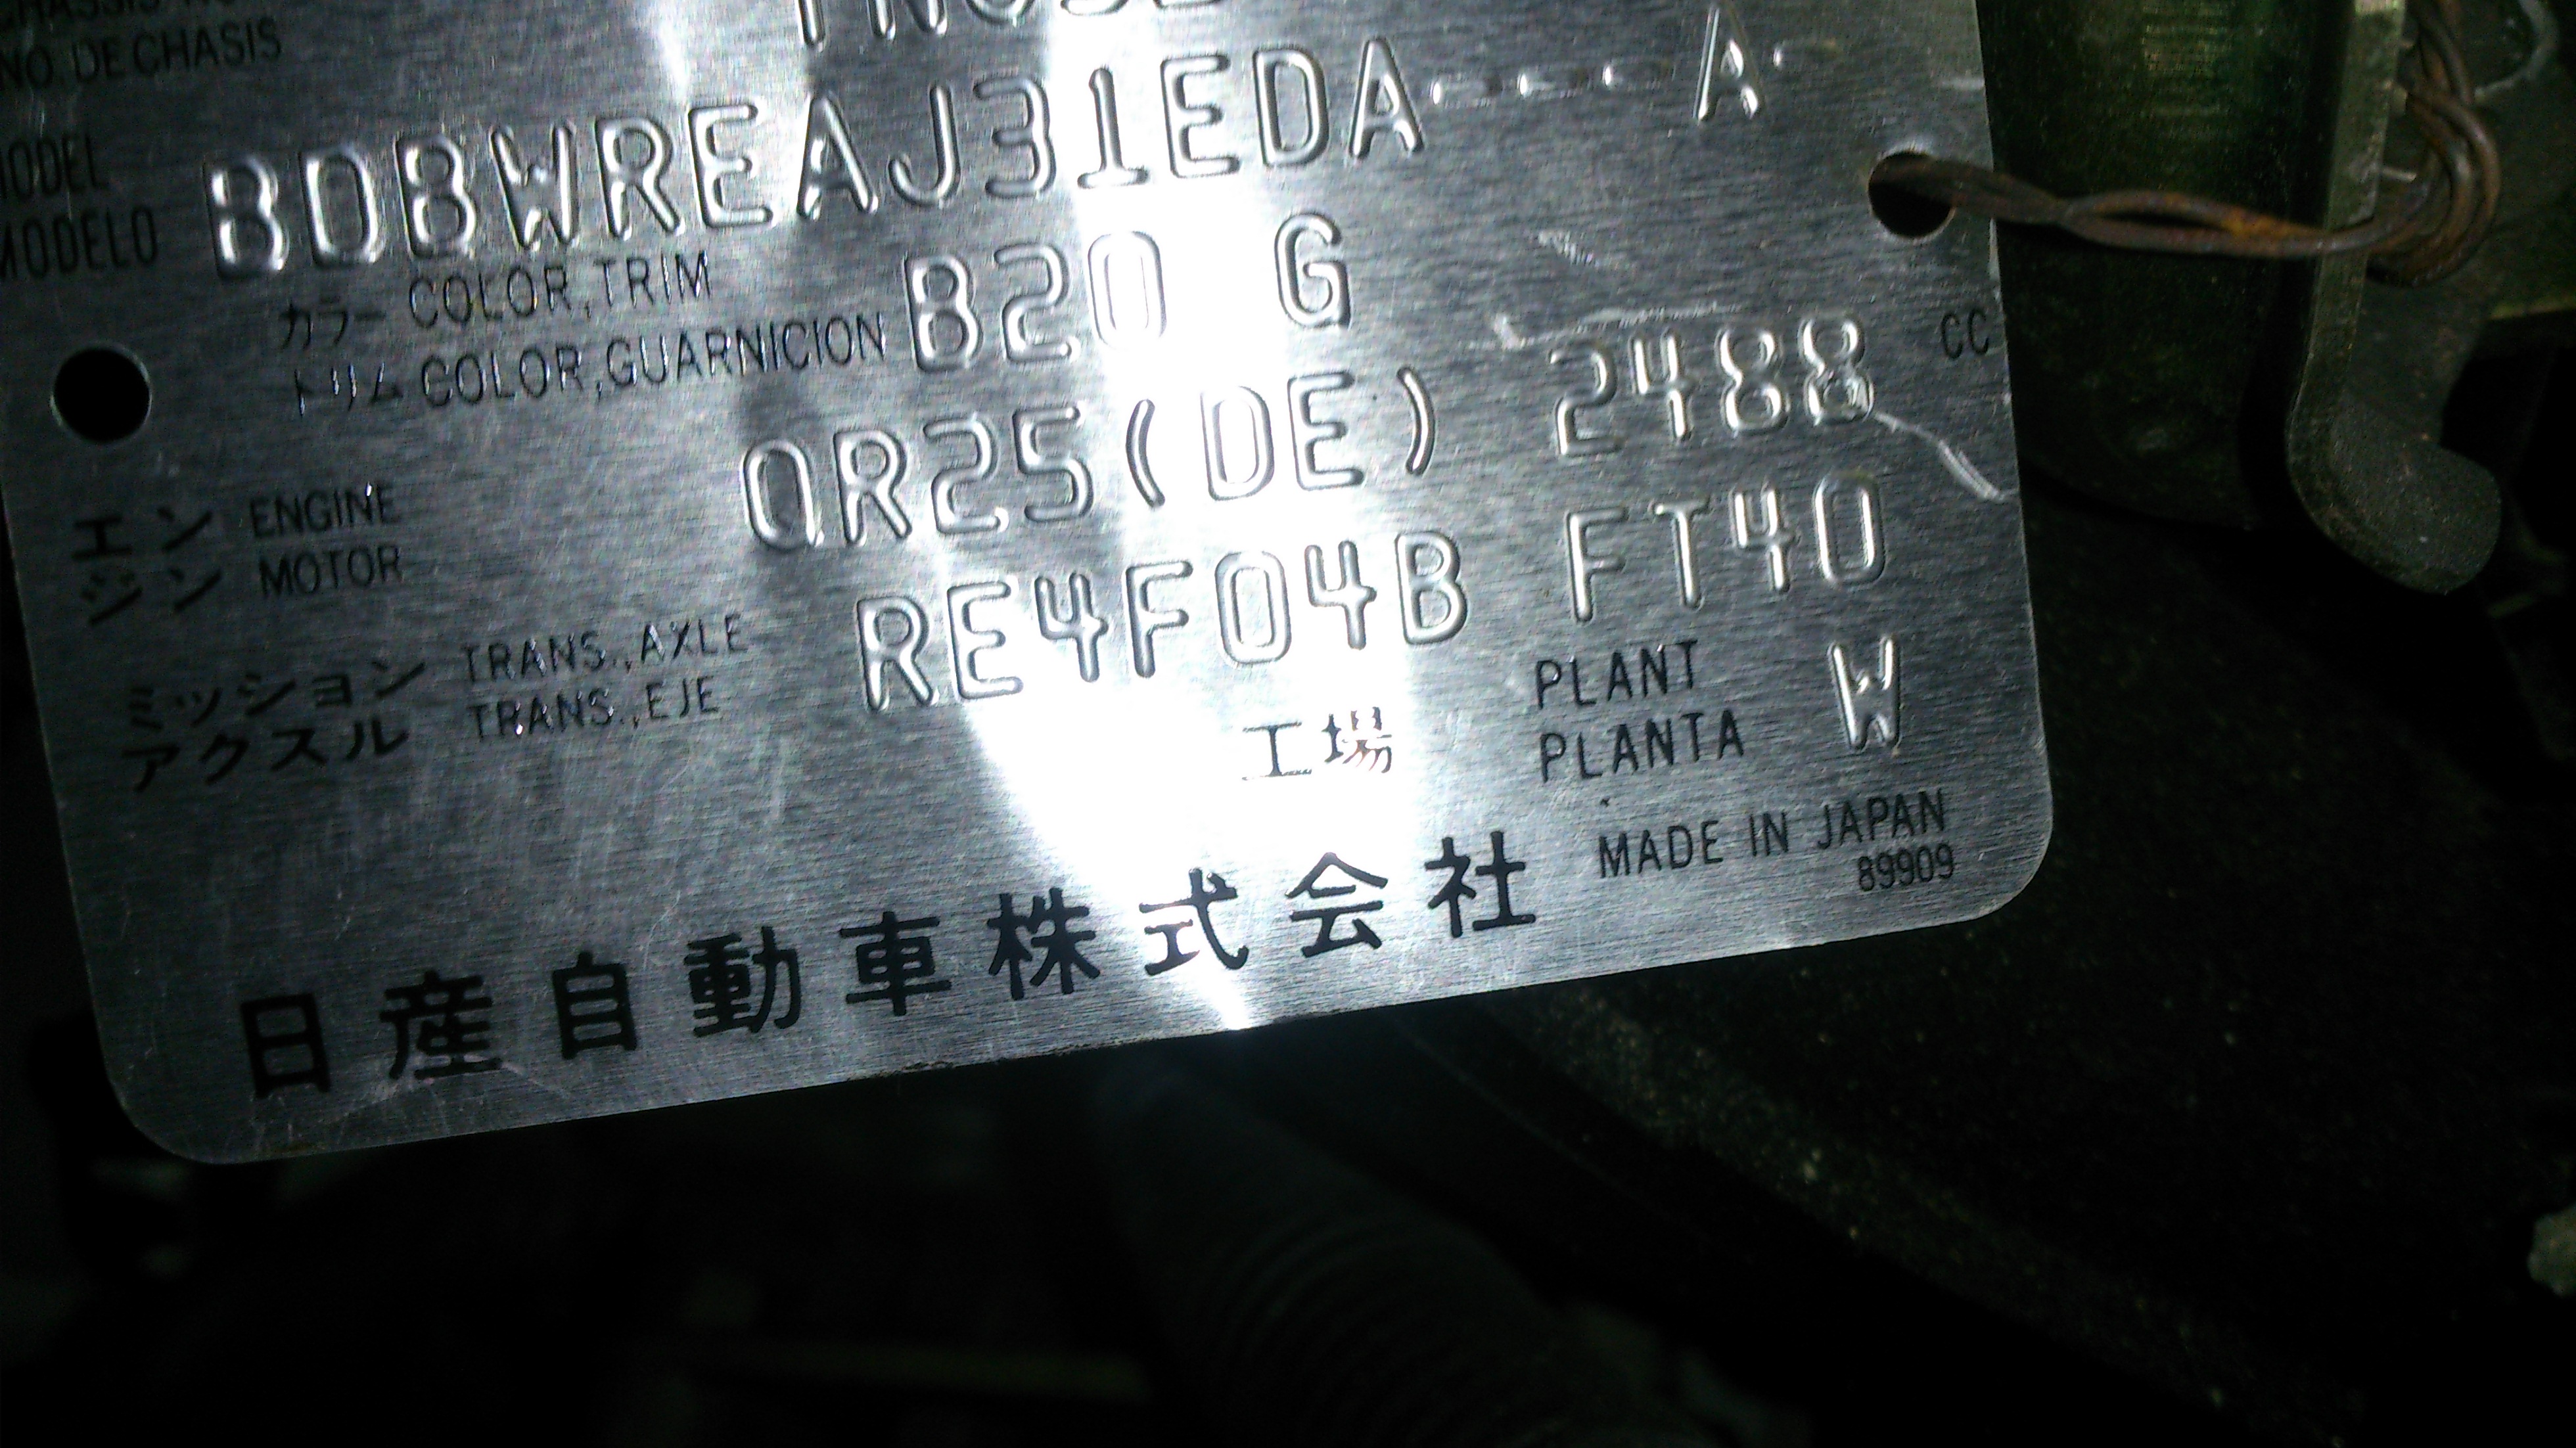 NO. DE CHASIS
MODEL BDBWREAJ31EDA----A-
MODELO
カラー COLOR,TRIM B20 G
トリム COLOR,GUARNICION
エン ENGINE QR25(DE) 2488 CC
ジン MOTOR
ミッション TRANS.,AXLE RE4F04B FT40
アクスル TRANS.,EJE
工場 PLANT W
PLANTA
MADE IN JAPAN
89909
日産自動車株式会社